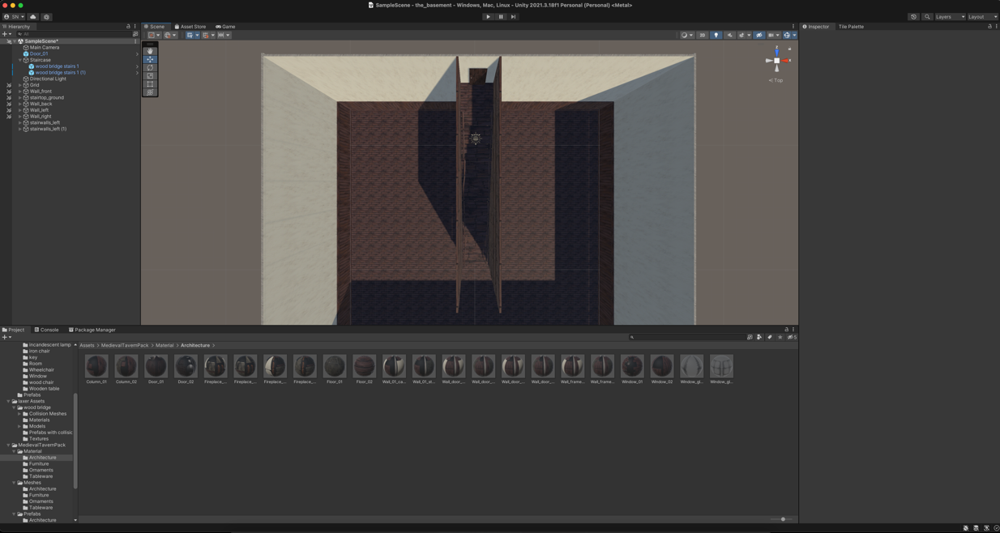 SampleScene - the_basement - Windows, Mac, Linux - Unity 2021.3.18f1 Personal (Personal) <Metal>
SN
Layers
Layout
Hierarchy
All
SampleScene*
Main Camera
Door_01
Staircase
wood bridge stairs 1
wood bridge stairs 1 (1)
Directional Light
Grid
Wall_front
stairtop_ground
Wall_back
Wall_left
Wall_right
stairwalls_left
stairwalls_left (1)
Scene
Asset Store
Game
2D
z
x
< Top
Inspector
Tile Palette
Project
Console
Package Manager
5
incandescent lamp
iron chair
key
Room
Wheelchair
Window
wood chair
Wooden table
Prefabs
laxer Assets
wood bridge
Collision Meshes
Materials
Models
Prefabs with collisic
Textures
MedievalTavernPack
Material
Architecture
Furniture
Ornaments
Tableware
Meshes
Architecture
Furniture
Ornaments
Tableware
Prefabs
Architecture
Assets > MedievalTavernPack > Material > Architecture >
Column_01
Column_02
Door_01
Door_02
Fireplace_...
Fireplace_...
Fireplace_...
Fireplace_...
Floor_01
Floor_02
Wall_01_ca...
Wall_01_st...
Wall_door_...
Wall_door_...
Wall_door_...
Wall_door_...
Wall_frame...
Wall_frame...
Window_01
Window_02
Window_gl...
Window_gl...